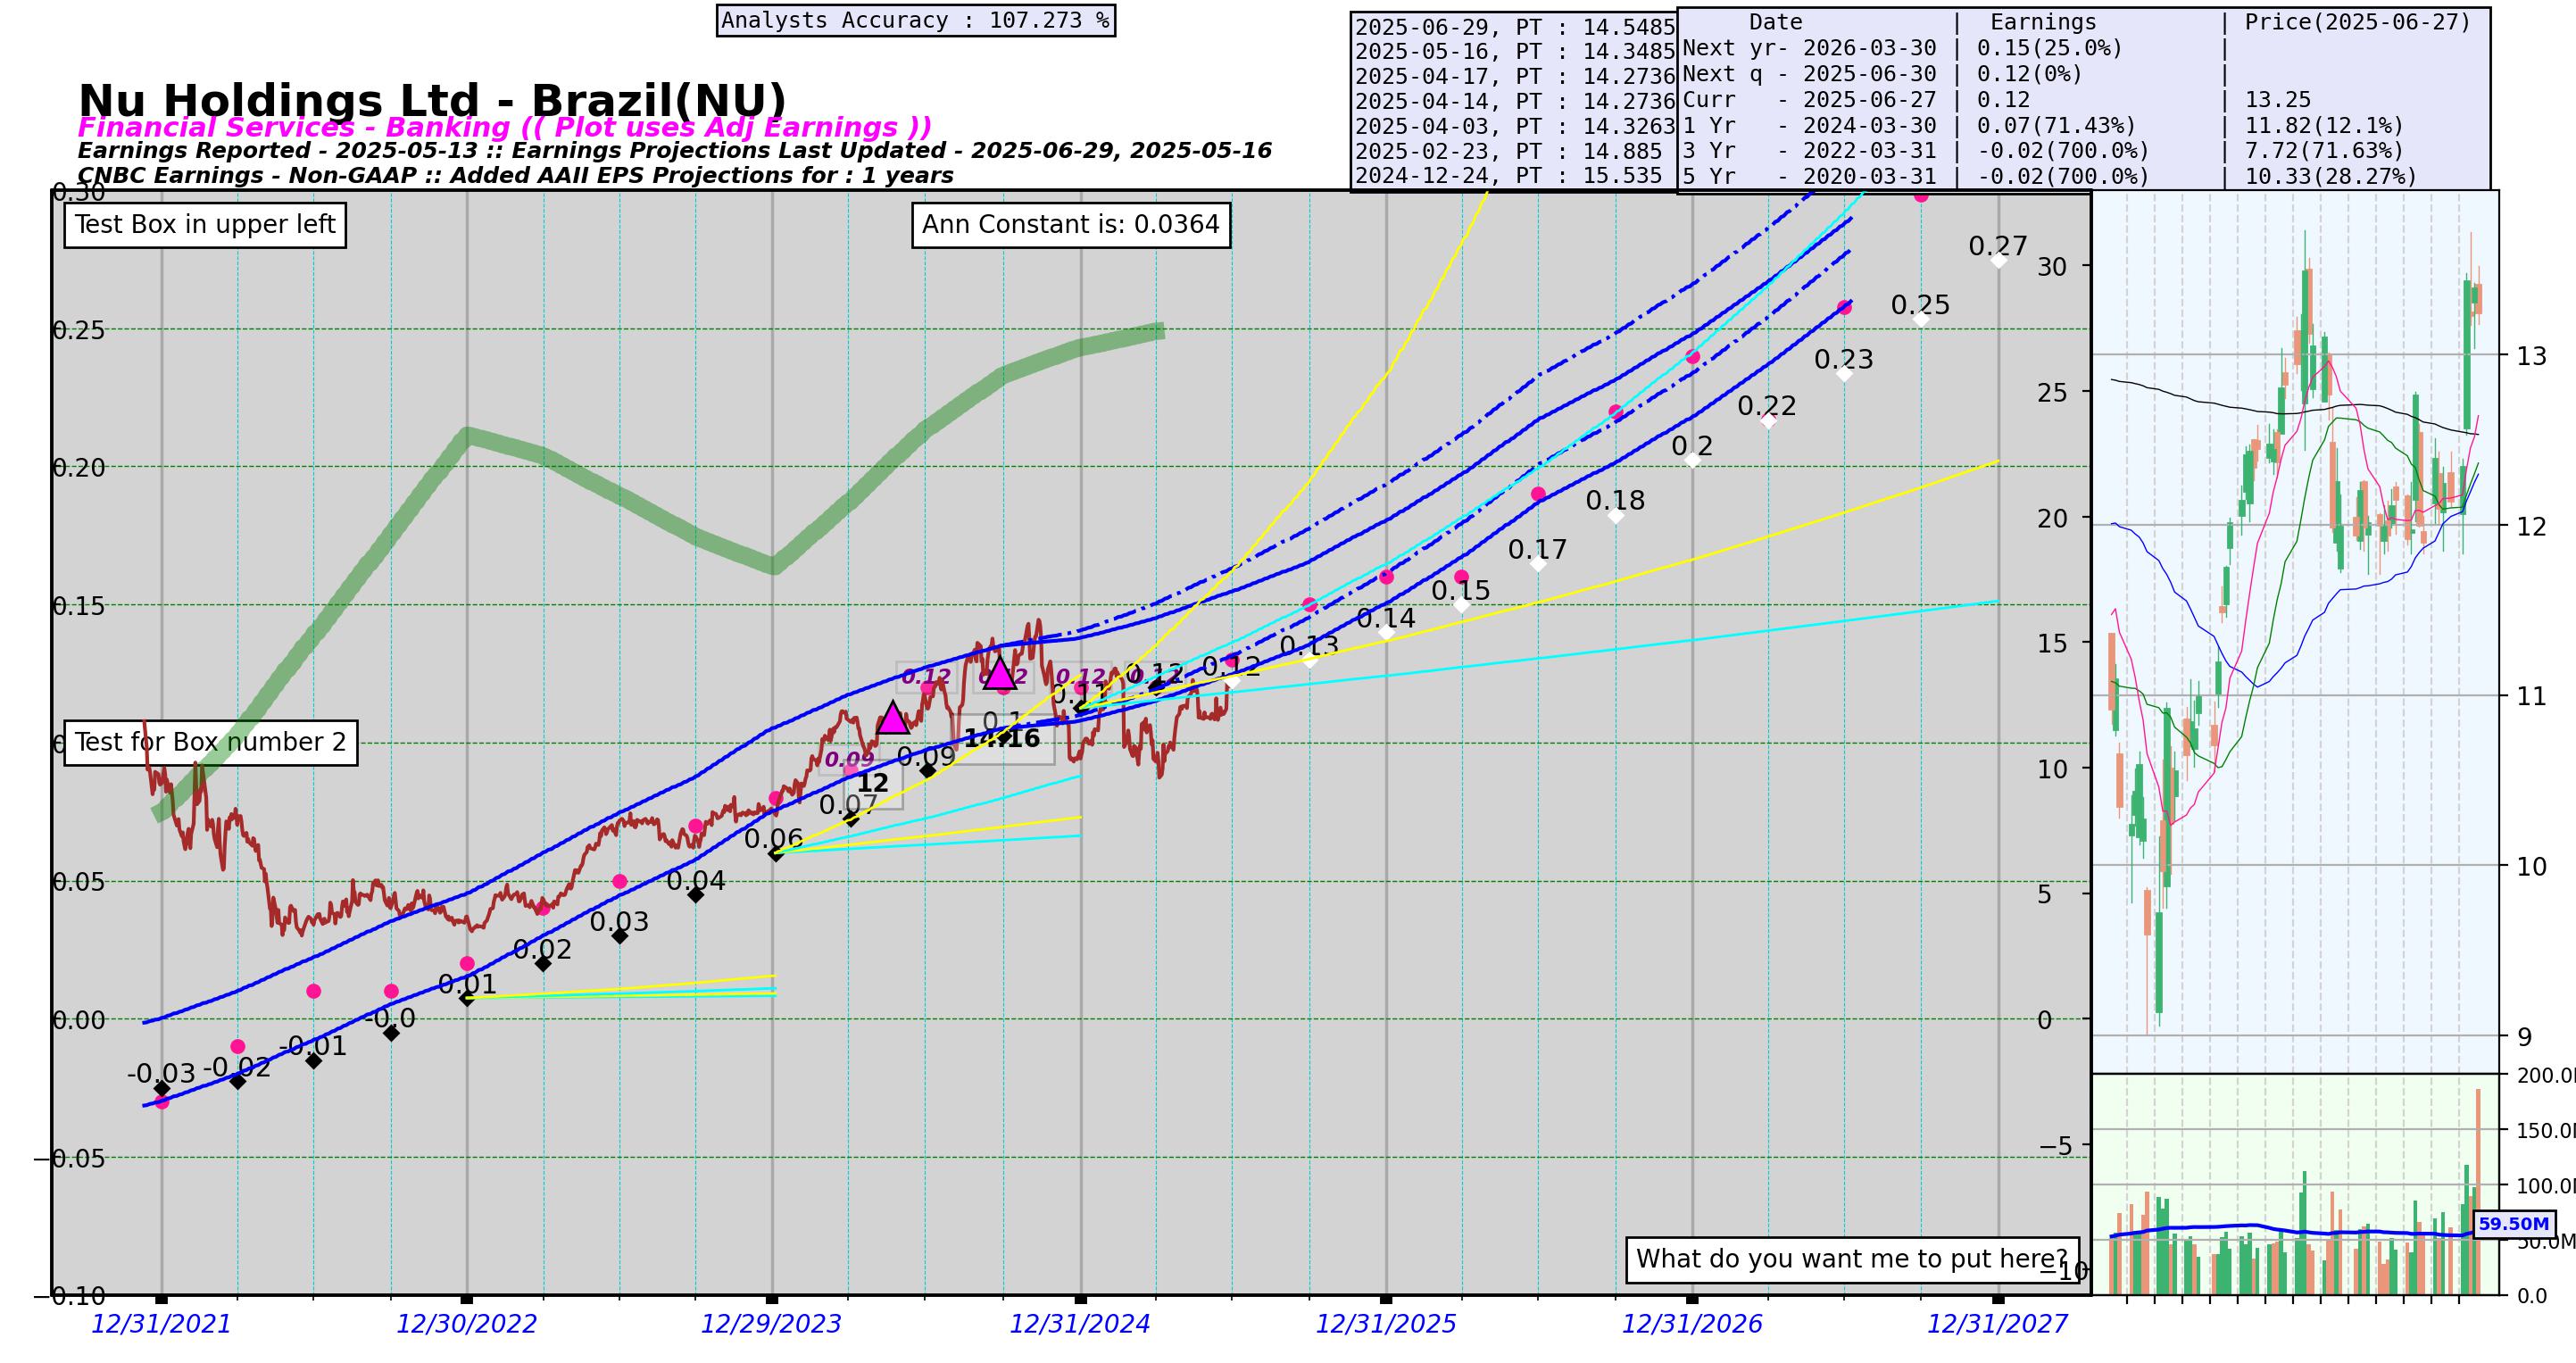 Analysts Accuracy : 107.273 %
2025-06-29, PT : 14.5485
2025-05-16, PT : 14.3485
2025-04-17, PT : 14.2736
2025-04-14, PT : 14.2736
2025-04-03, PT : 14.3263
2025-02-23, PT : 14.885
2024-12-24, PT : 15.535
Date | Earnings | Price(2025-06-27)
Next yr- 2026-03-30 | 0.15(25.0%) |
Next q - 2025-06-30 | 0.12(0%) |
Curr - 2025-06-27 | 0.12 | 13.25
1 Yr - 2024-03-30 | 0.07(71.43%) | 11.82(12.1%)
3 Yr - 2022-03-31 | -0.02(700.0%) | 7.72(71.63%)
5 Yr - 2020-03-31 | -0.02(700.0%) | 10.33(28.27%)
Nu Holdings Ltd - Brazil(NU)
Financial Services - Banking (( Plot uses Adj Earnings ))
Earnings Reported - 2025-05-13 :: Earnings Projections Last Updated - 2025-06-29, 2025-05-16
CNBC Earnings - Non-GAAP :: Added AAII EPS Projections for : 1 years
Test Box in upper left
Ann Constant is: 0.0364
Test for Box number 2
What do you want me to put here?
0.30
0.25
0.20
0.15
0.05
0.00
−0.05
−0.10
-0.03
-0.02
-0.01
-0.0
0.01
0.02
0.03
0.04
0.06
0.07
0.09
0.1
0.11
0.12
0.12
0.13
0.14
0.15
0.17
0.18
0.2
0.22
0.23
0.25
0.27
0.09
0.12
0.12
0.12
12
14.16
30
25
20
15
10
5
0
−5
−10
13
12
11
10
9
200.0
150.0
100.0
50.0M
0.0
59.50M
12/31/2021
12/30/2022
12/29/2023
12/31/2024
12/31/2025
12/31/2026
12/31/2027